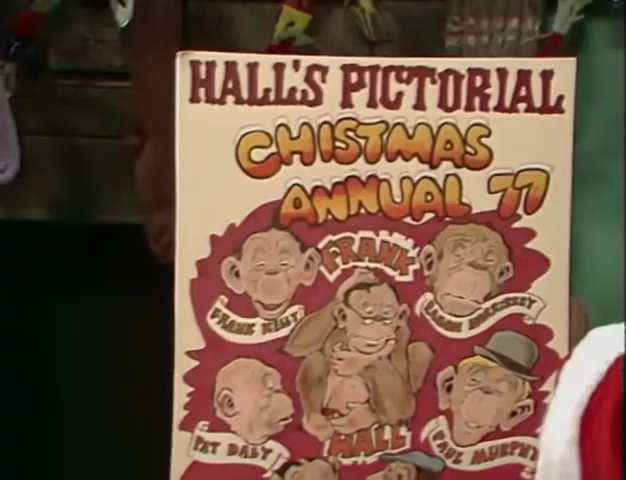 HALL'S PICTORIAL
CHISTMAS
ANNUAL 77
FRANK
FRANK KELLY
EAMON MORRISSEY
HALL
PAT DALY
PAUL MURPHY